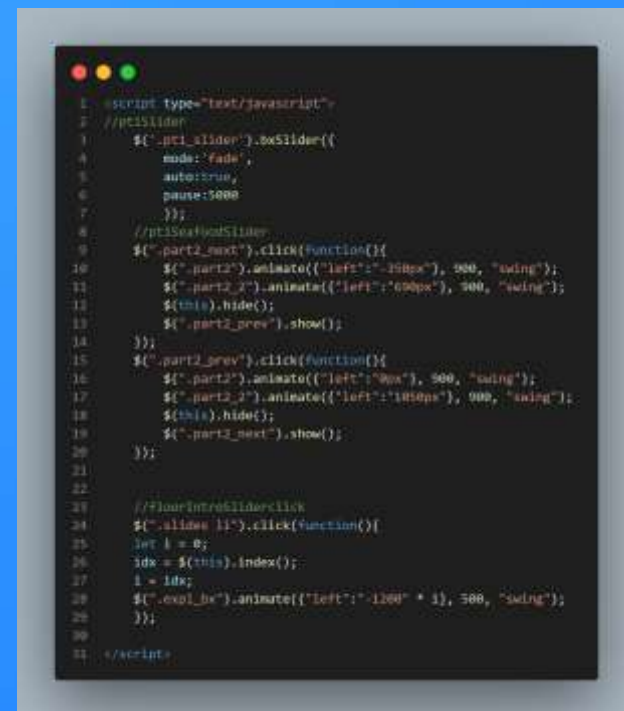 1 <script type="text/javascript">
2 //ptiSlider
3 $('.pti_slider').bxSlider({
4 mode:'fade',
5 auto:true,
6 pause:5000
7 });
8 //ptiSeafoodSlider
9 $(".part2_next").click(function(){
10 $(".part2").animate({"left":"-350px"}, 900, "swing");
11 $(".part2_2").animate({"left":"690px"}, 900, "swing");
12 $(this).hide();
13 $(".part2_prev").show();
14 });
15 $(".part2_prev").click(function(){
16 $(".part2").animate({"left":"0px"}, 900, "swing");
17 $(".part2_2").animate({"left":"1050px"}, 900, "swing");
18 $(this).hide();
19 $(".part2_next").show();
20 });
21
22
23 //floorIntroSliderclick
24 $(".slides li").click(function(){
25 let i = 0;
26 idx = $(this).index();
27 i = idx;
28 $(".expl_bx").animate({"left":"-1200" * i}, 500, "swing");
29 });
30
31 </script>